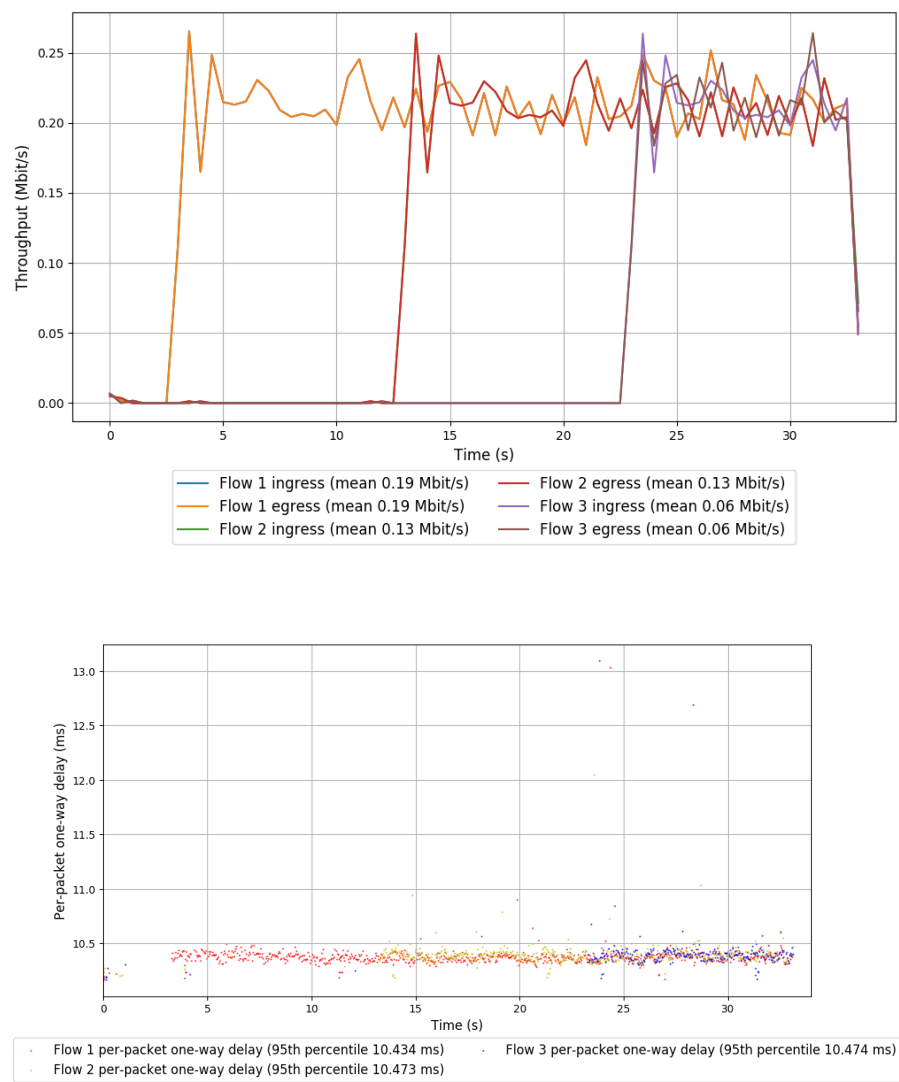 0.25
0.20
0.15
0.10
0.05
0.00
Throughput (Mbit/s)
0 5 10 15 20 25 30
Time (s)
Flow 1 ingress (mean 0.19 Mbit/s) Flow 2 egress (mean 0.13 Mbit/s)
Flow 1 egress (mean 0.19 Mbit/s) Flow 3 ingress (mean 0.06 Mbit/s)
Flow 2 ingress (mean 0.13 Mbit/s) Flow 3 egress (mean 0.06 Mbit/s)
13.0
12.5
12.0
11.5
11.0
10.5
Per-packet one-way delay (ms)
0 5 10 15 20 25 30
Time (s)
Flow 1 per-packet one-way delay (95th percentile 10.434 ms) Flow 3 per-packet one-way delay (95th percentile 10.474 ms)
Flow 2 per-packet one-way delay (95th percentile 10.473 ms)